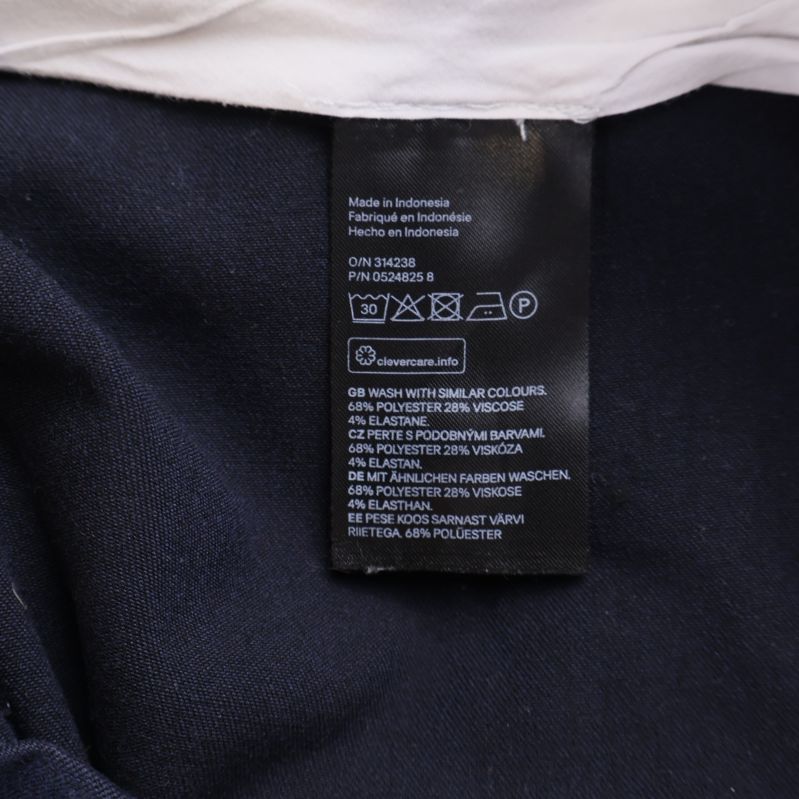 Made in Indonesia
Fabriqué en Indonésie
Hecho en Indonesia
O/N 314238
P/N 0524825 8
30 P
clevercare.info
GB WASH WITH SIMILAR COLOURS.
68% POLYESTER 28% VISCOSE
4% ELASTANE.
CZ PERTE S PODOBNÝMI BARVAMI.
68% POLYESTER 28% VISKÓZA
4% ELASTAN.
DE MIT ÄHNLICHEN FARBEN WASCHEN.
68% POLYESTER 28% VISKOSE
4% ELASTHAN.
EE PESE KOOS SARNAST VÄRVI
RIIETEGA. 68% POLÜESTER